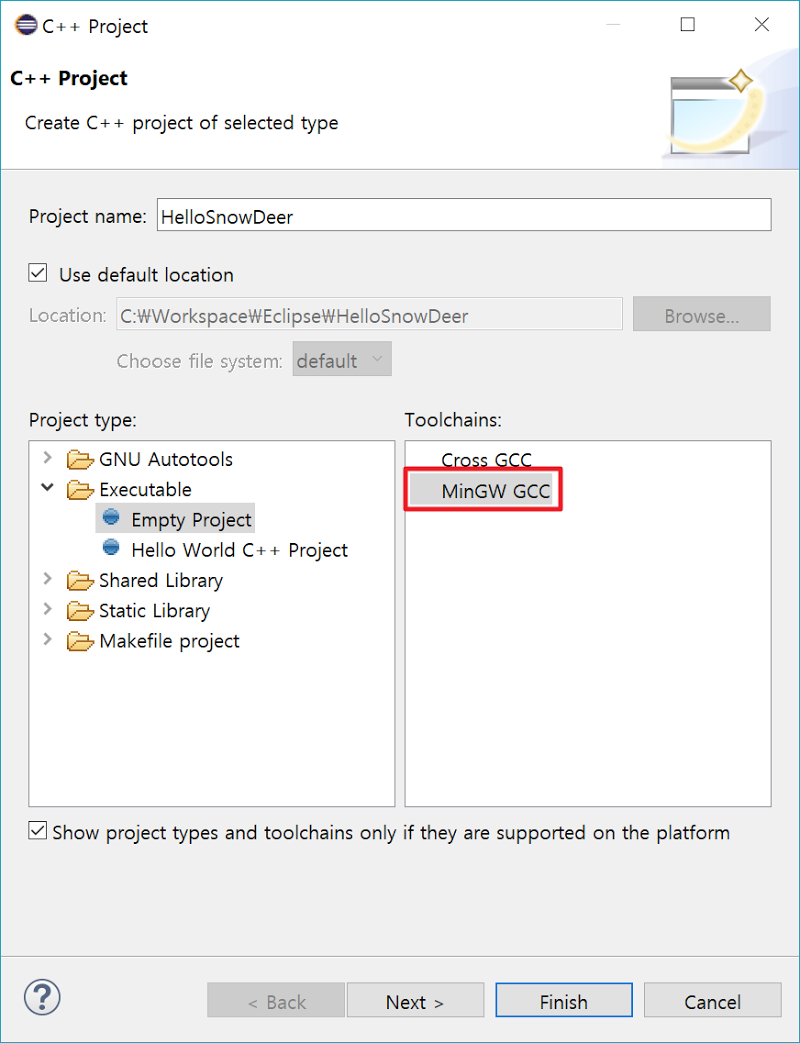 C++ Project
C++ Project
Create C++ project of selected type
Project name: HelloSnowDeer
Use default location
Location: C:₩Workspace₩Eclipse₩HelloSnowDeer Browse...
Choose file system: default
Project type:
GNU Autotools
Executable
Empty Project
Hello World C++ Project
Shared Library
Static Library
Makefile project
Toolchains:
Cross GCC
MinGW GCC
Show project types and toolchains only if they are supported on the platform
? < Back Next > Finish Cancel